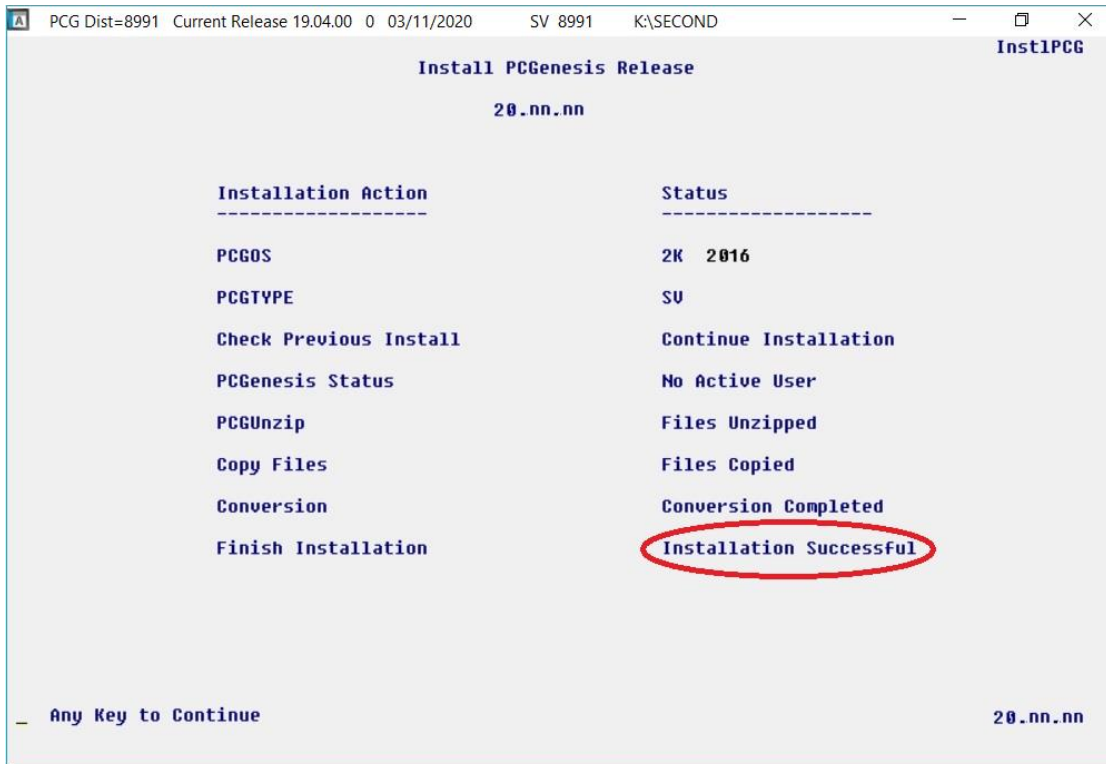 PCG Dist=8991 Current Release 19.04.00 0 03/11/2020 SV 8991 K:\SECOND
InstlPCG
Install PCGenesis Release
20.nn.nn
Installation Action Status
------------------- -------------------
PCGOS 2K 2016
PCGTYPE SV
Check Previous Install Continue Installation
PCGenesis Status No Active User
PCGUnzip Files Unzipped
Copy Files Files Copied
Conversion Conversion Completed
Finish Installation Installation Successful
_ Any Key to Continue 20.nn.nn